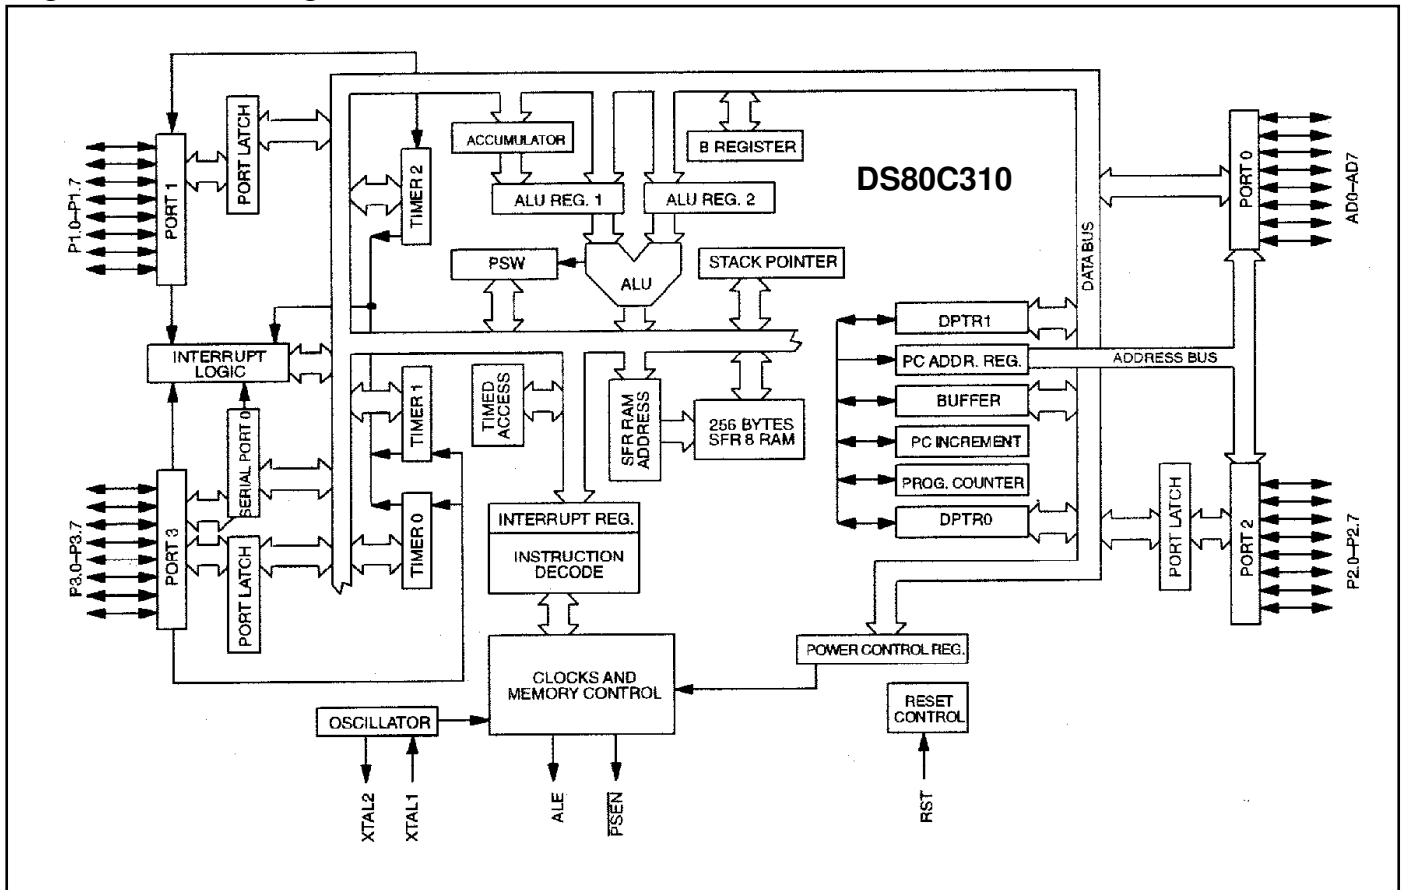 DS80C310
PORT LATCH
ACCUMULATOR
B REGISTER
P1.0–P1.7
PORT 1
TIMER 2
ALU REG. 1
ALU REG. 2
PORT 0
AD0–AD7
DATA BUS
PSW
ALU
STACK POINTER
DPTR1
INTERRUPT
LOGIC
PC ADDR. REG.
ADDRESS BUS
TIMER 1
TIMED
ACCESS
SFR RAM
ADDRESS
256 BYTES
SFR 8 RAM
BUFFER
PC INCREMENT
SERIAL PORT 0
PROG. COUNTER
P3.0–P3.7
PORT 3
TIMER 0
INTERRUPT REG.
DPTR0
PORT LATCH
PORT 2
P2.0–P2.7
PORT LATCH
INSTRUCTION
DECODE
POWER CONTROL REG.
CLOCKS AND
MEMORY CONTROL
RESET
CONTROL
OSCILLATOR
XTAL2
XTAL1
ALE
PSEN
RST